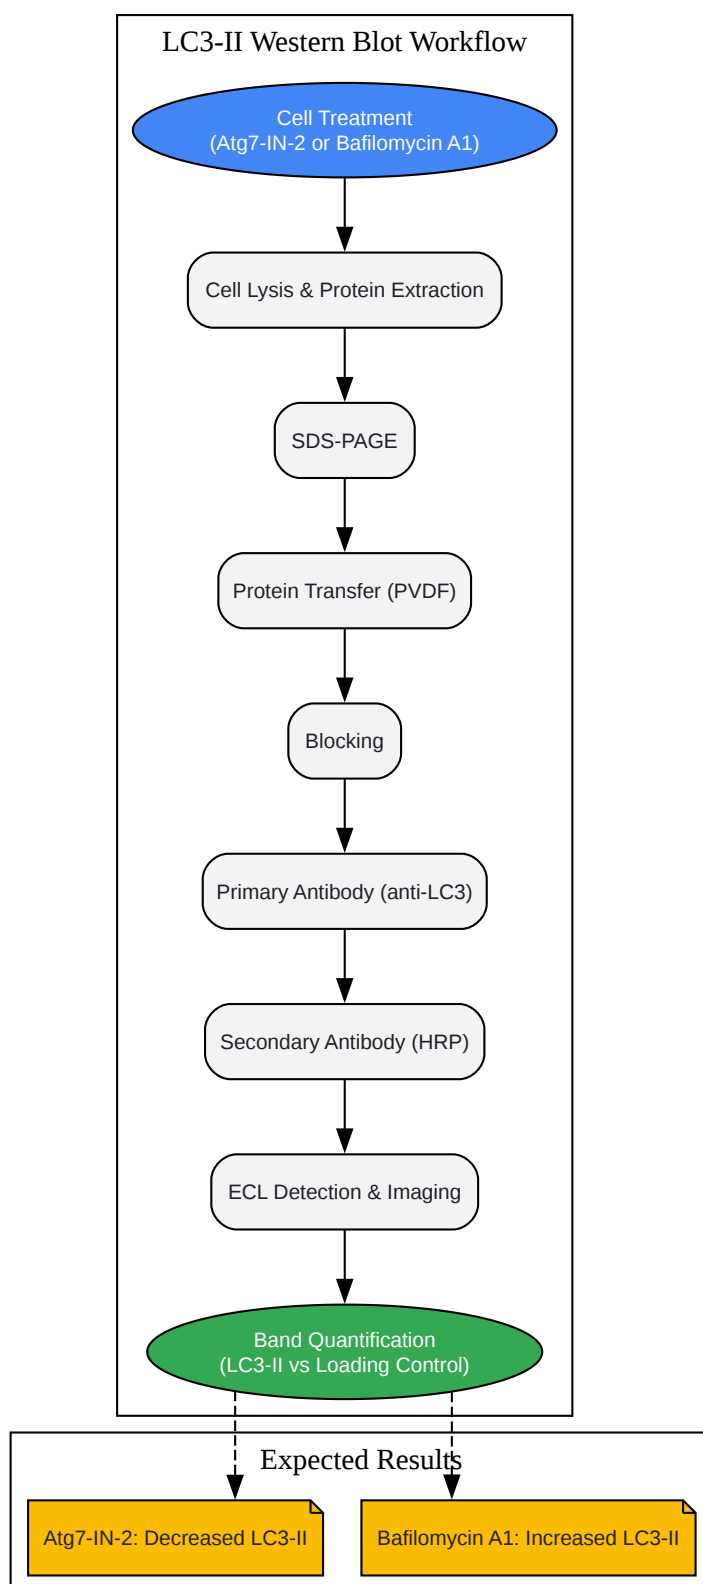 LC3-II Western Blot Workflow
Cell Treatment
(Atg7-IN-2 or Bafilomycin A1)
Cell Lysis & Protein Extraction
SDS-PAGE
Protein Transfer (PVDF)
Blocking
Primary Antibody (anti-LC3)
Secondary Antibody (HRP)
ECL Detection & Imaging
Band Quantification
(LC3-II vs Loading Control)
Expected Results
Atg7-IN-2: Decreased LC3-II
Bafilomycin A1: Increased LC3-II